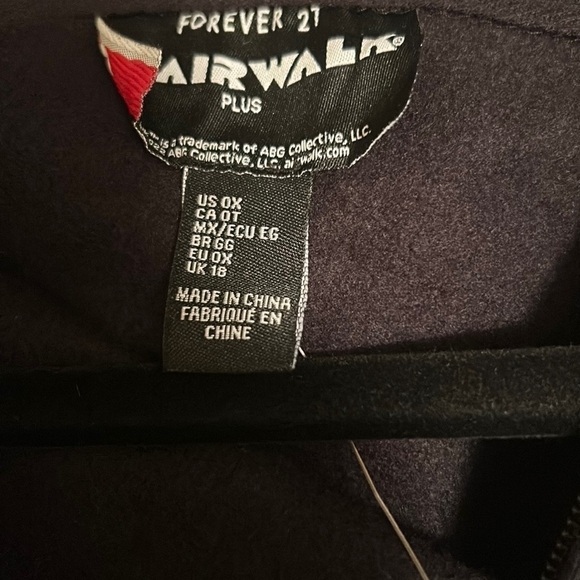 FOREVER 21
AIRWALK®
PLUS
is a trademark of ABG Collective, LLC.
ABG Collective, LLC. airwalk.com
US 0X
CA 0T
MX/ECU EG
BR GG
EU 0X
UK 18
MADE IN CHINA
FABRIQUÉ EN
CHINE